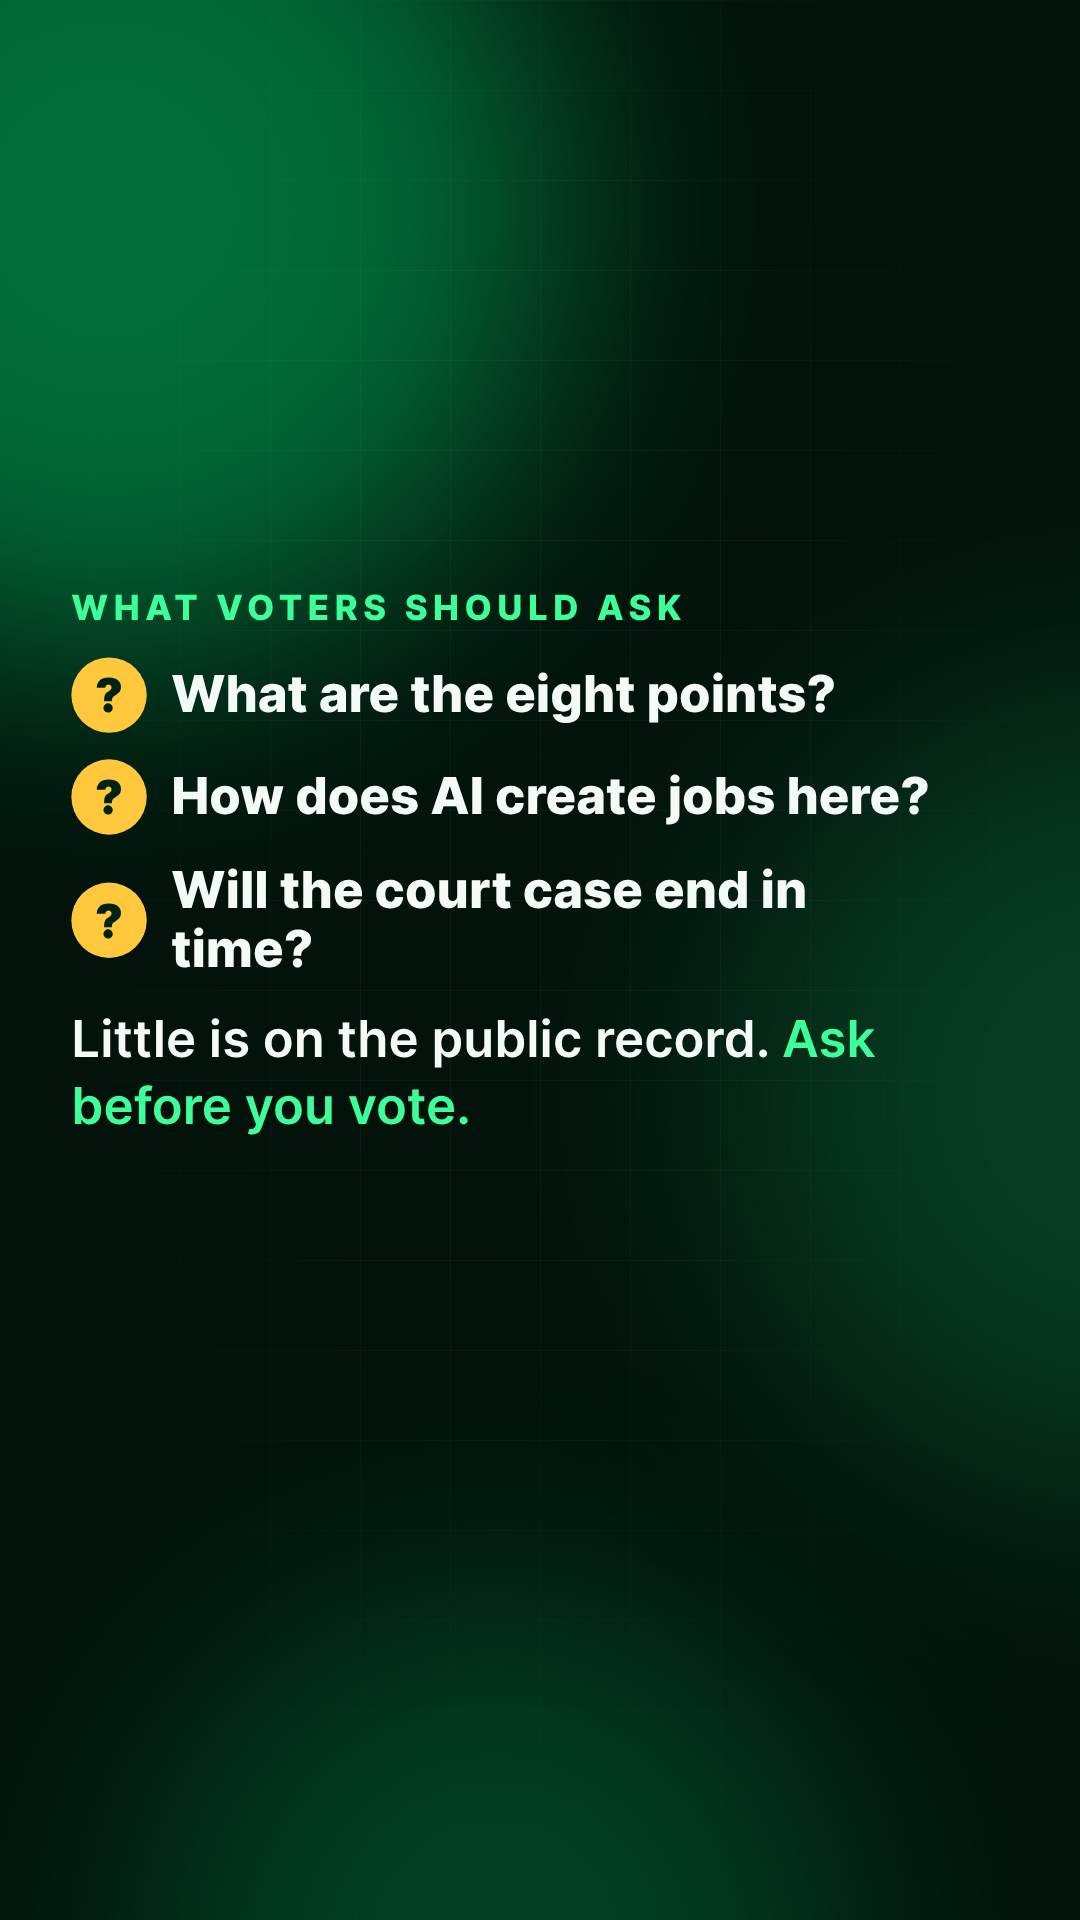 WHAT VOTERS SHOULD ASK
? What are the eight points?
? How does AI create jobs here?
? Will the court case end in
time?
Little is on the public record. Ask
before you vote.